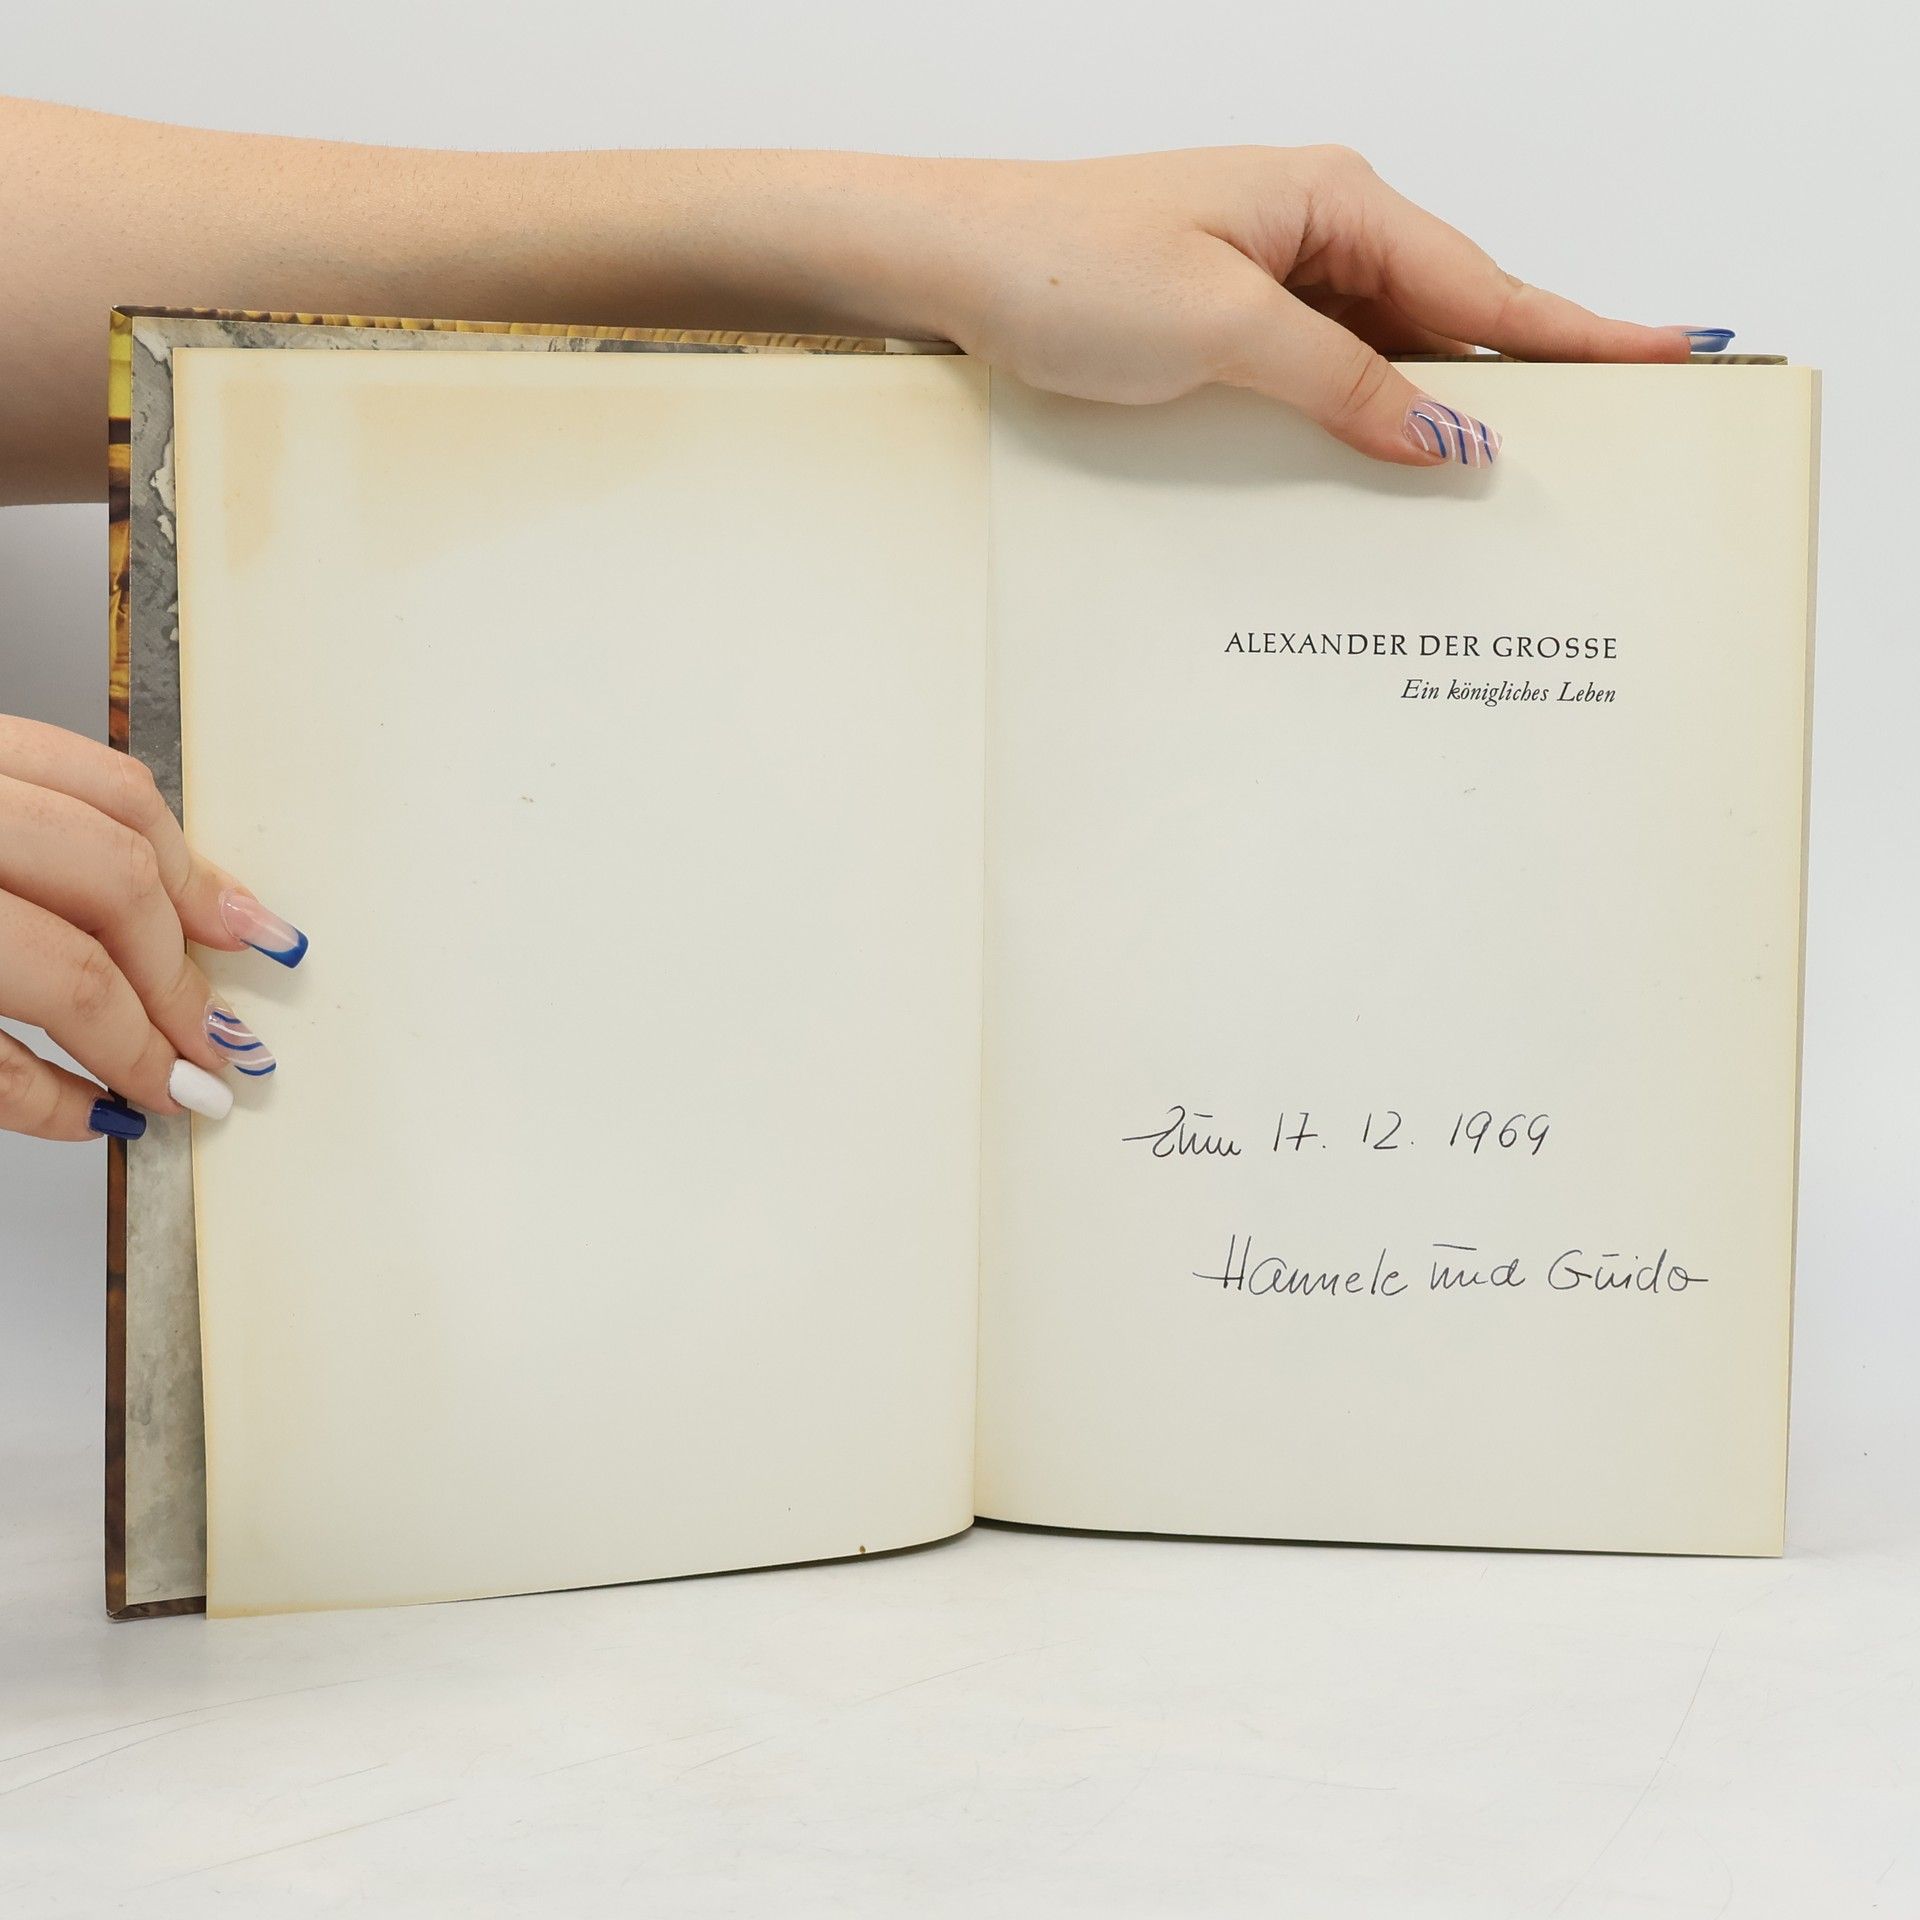 ALEXANDER DER GROSSE
Ein königliches Leben
Zum 17. 12. 1969
Hannele und Guido